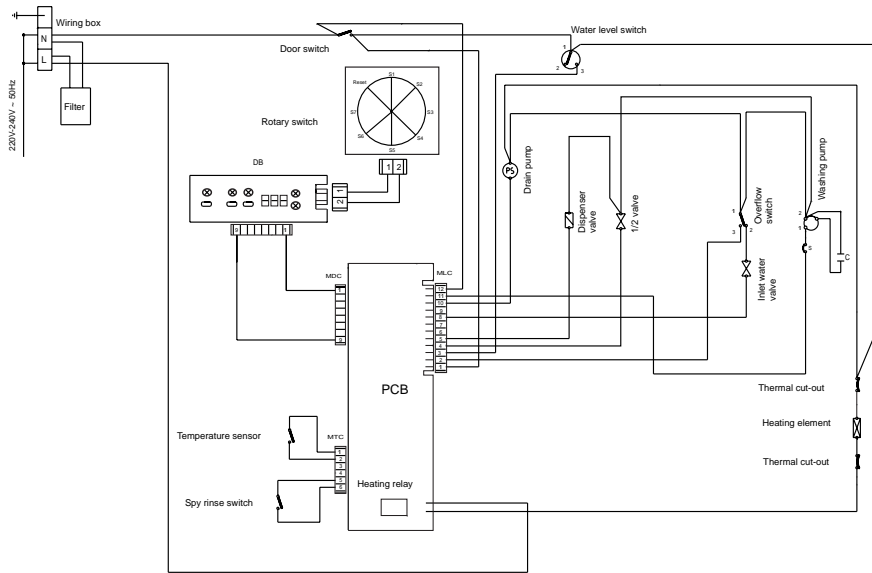 Wiring box
N
L
Filter
220V-240V ~ 50Hz
Door switch
Water level switch
1
2
3
Rotary switch
Reset
S1
S2
S3
S4
S5
S6
S7
1 2
DB
1
2
9
1
Drain pump
PS
Dispenser
valve
1/2 valve
1
3
2
Overflow
switch
Inlet water
valve
Washing pump
2
1
S
C
MDC
1
9
MLC
12
11
10
9
8
7
6
5
4
3
2
1
PCB
Thermal cut-out
Heating element
Thermal cut-out
Temperature sensor
MTC
1
2
3
4
5
6
Spy rinse switch
Heating relay